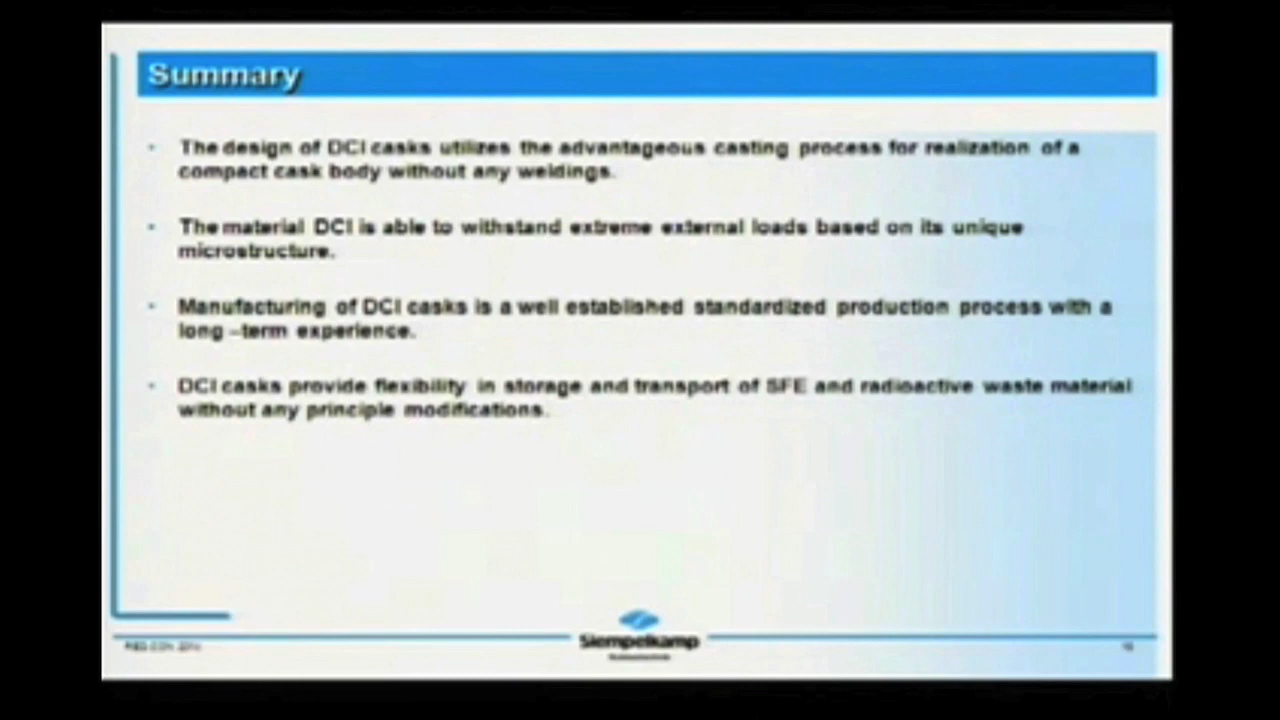 Summary
• The design of DCI casks utilizes the advantageous casting process for realization of a
compact cask body without any weldings.
• The material DCI is able to withstand extreme external loads based on its unique
microstructure.
• Manufacturing of DCI casks is a well established standardized production process with a
long –term experience.
• DCI casks provide flexibility in storage and transport of SFE and radioactive waste material
without any principle modifications.
Siempelkamp